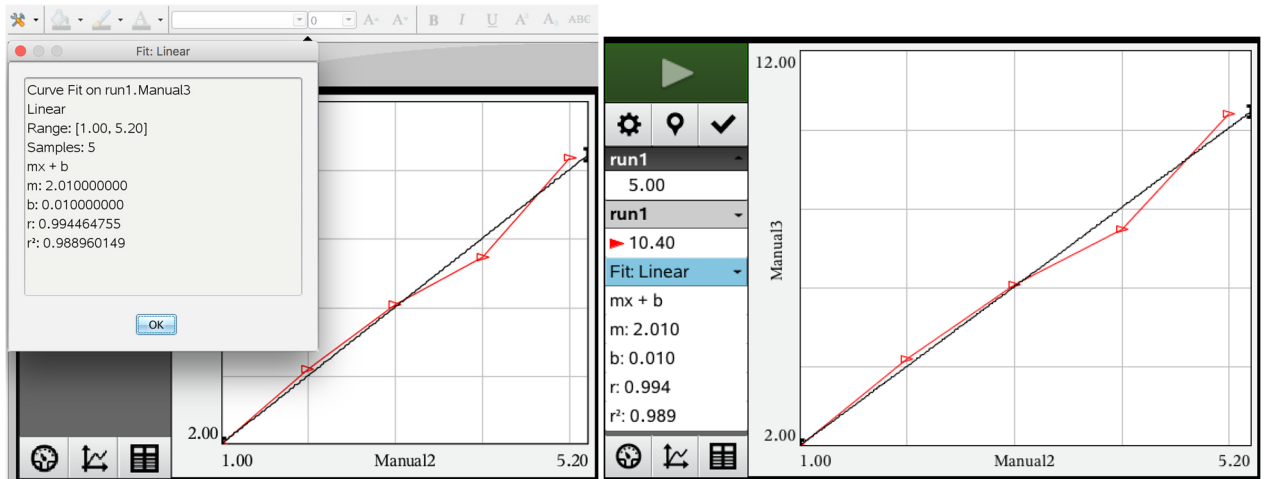 0
A A B I U A A ABC
Fit: Linear
Curve Fit on run1.Manual3
Linear
Range: [1.00, 5.20]
Samples: 5
mx + b
m: 2.010000000
b: 0.010000000
r: 0.994464755
r²: 0.988960149
OK
2.00
1.00 Manual2 5.20
run1
5.00
run1
10.40
Fit: Linear
mx + b
m: 2.010
b: 0.010
r: 0.994
r²: 0.989
12.00
Manual3
2.00
1.00 Manual2 5.20